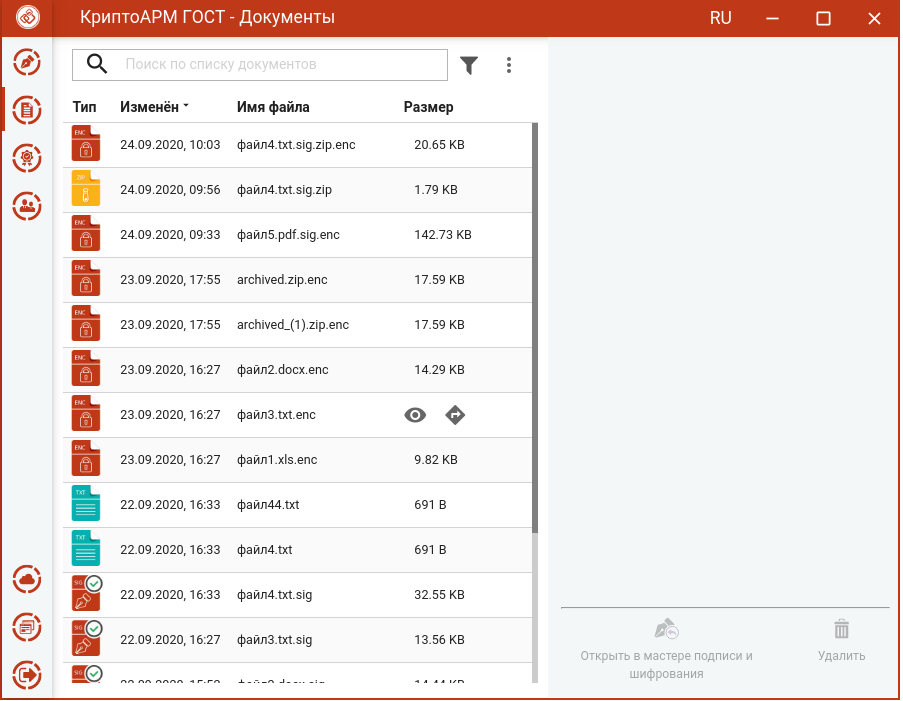 КриптоАРМ ГОСТ - Документы RU
Поиск по списку документов
Тип Изменён Имя файла Размер
ENC 24.09.2020, 10:03 файл4.txt.sig.zip.enc 20.65 KB
ZIP 24.09.2020, 09:56 файл4.txt.sig.zip 1.79 KB
ENC 24.09.2020, 09:33 файл5.pdf.sig.enc 142.73 KB
ENC 23.09.2020, 17:55 archived.zip.enc 17.59 KB
ENC 23.09.2020, 17:55 archived_(1).zip.enc 17.59 KB
ENC 23.09.2020, 16:27 файл2.docx.enc 14.29 KB
ENC 23.09.2020, 16:27 файл3.txt.enc
ENC 23.09.2020, 16:27 файл1.xls.enc 9.82 KB
TXT 22.09.2020, 16:33 файл44.txt 691 B
TXT 22.09.2020, 16:33 файл4.txt 691 B
SIG 22.09.2020, 16:33 файл4.txt.sig 32.55 KB
SIG 22.09.2020, 16:27 файл3.txt.sig 13.56 KB
SIG
Открыть в мастере подписи и
шифрования
Удалить